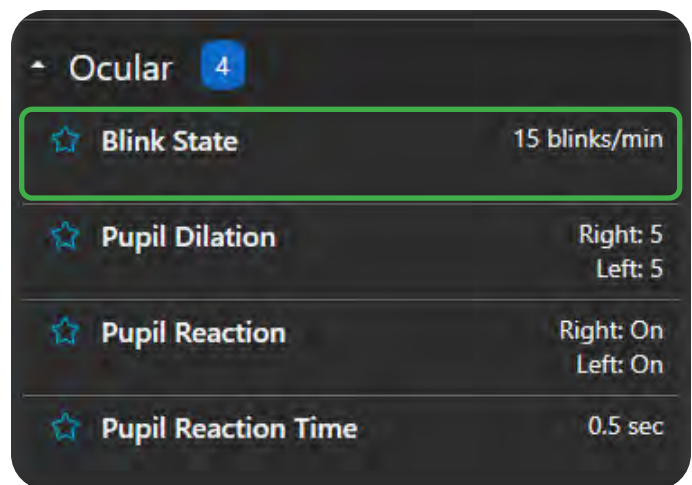 Ocular 4
Blink State 15 blinks/min
Pupil Dilation Right: 5
Left: 5
Pupil Reaction Right: On
Left: On
Pupil Reaction Time 0.5 sec